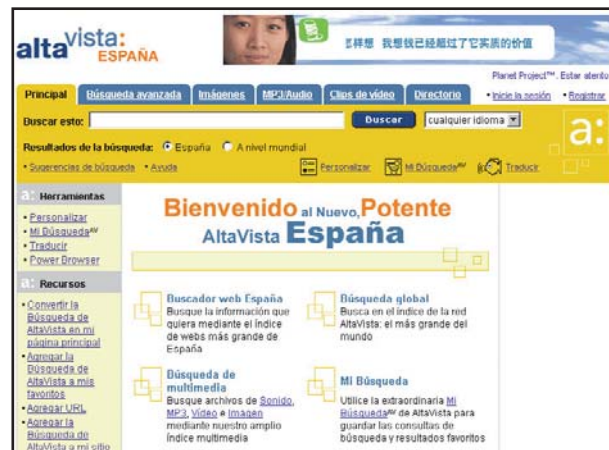 altavista:
ESPAÑA
样想 我想我已经超过了它实质的价值
Planet Project™. Estar atento
Principal Búsqueda avanzada Imágenes MP3/Audio Clips de vídeo Directorio • Inicie la sesión • Registrar
Buscar esto: Buscar cualquier idioma
Resultados de la búsqueda: España A nivel mundial
• Sugerencias de búsqueda • Ayuda Personalizar Mi Búsqueda AV Traducir
a:
a: Herramientas
• Personalizar
• Mi Búsqueda AV
• Traducir
• Power Browser
a: Recursos
• Convertir la
Búsqueda de
AltaVista en mi
página principal
• Agregar la
Búsqueda de
AltaVista a mis
favoritos
• Agregar URL
• Agregar la
Búsqueda de
AltaVista a mi sitio
Bienvenido al Nuevo, Potente
AltaVista España
Buscador web España
Busque la información que
quiera mediante el índice
de webs más grande de
España
Búsqueda global
Busca en el índice de la red
AltaVista: el más grande del
mundo
Búsqueda de
multimedia
Busque archivos de Sonido,
MP3, Vídeo e Imagen
mediante nuestro amplio
índice multimedia
Mi Búsqueda
Utilice la extraordinaria Mi
Búsqueda AV de AltaVista para
guardar las consultas de
búsqueda y resultados favoritos